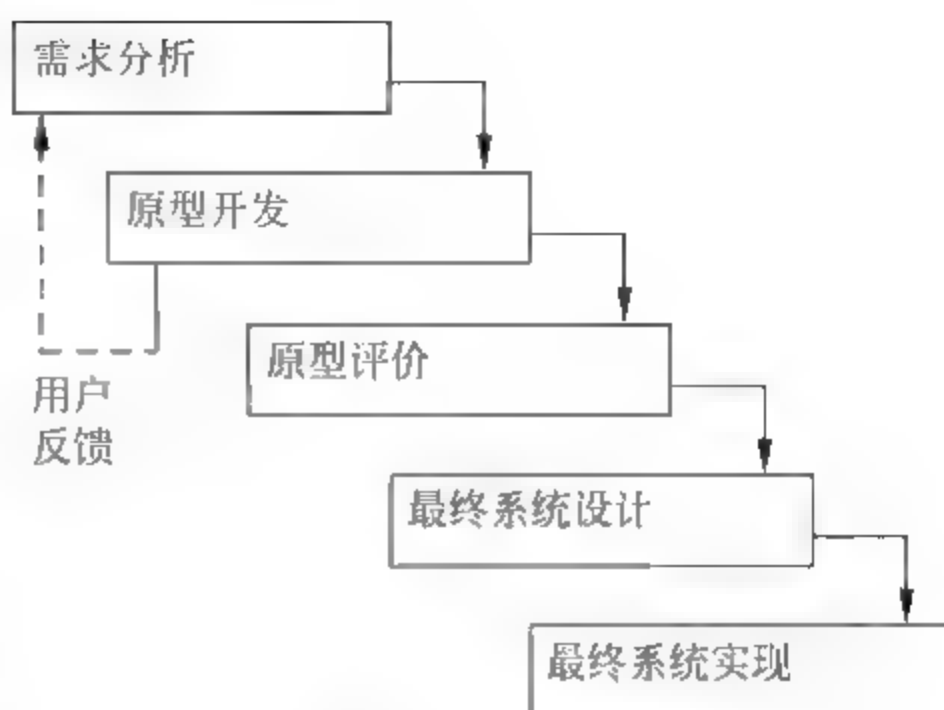 需求分析
原型开发
原型评价
用户
反馈
最终系统设计
最终系统实现